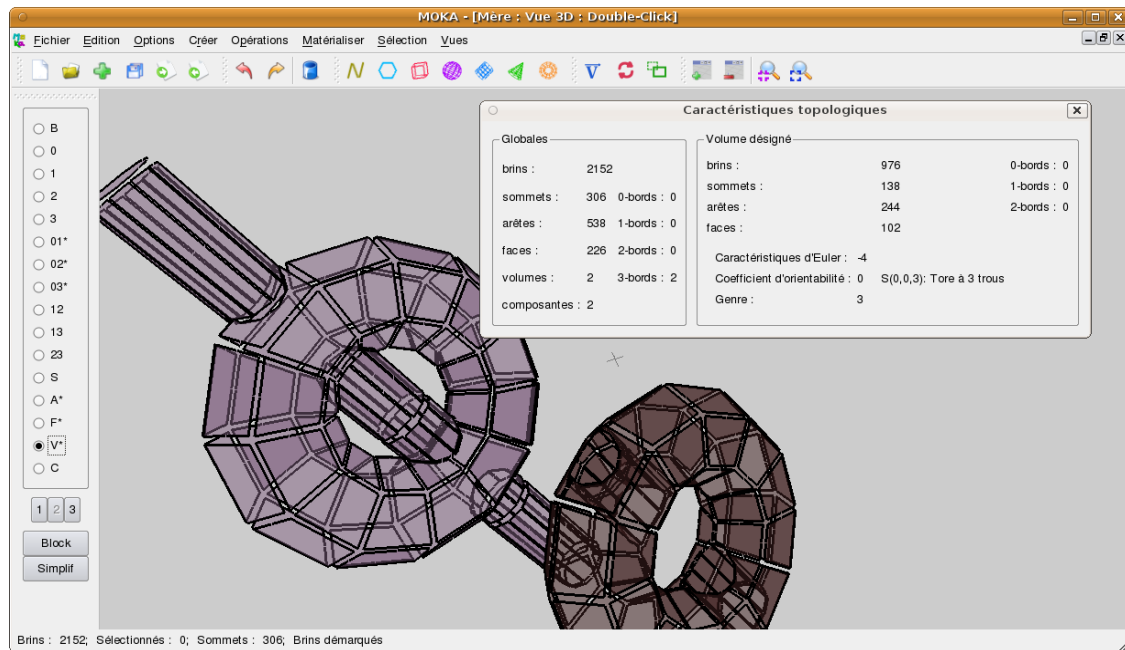 MOKA - [Mère : Vue 3D : Double-Click]
Fichier Edition Options Créer Opérations Matérialiser Sélection Vues
B
0
1
2
3
01*
02*
03*
12
13
23
S
A*
F*
V*
C
1 2 3
Block
Simplif
Caractéristiques topologiques
Globales
brins : 2152
sommets : 306 0-bords : 0
arêtes : 538 1-bords : 0
faces : 226 2-bords : 0
volumes : 2 3-bords : 2
composantes : 2
Volume désigné
brins : 976 0-bords : 0
sommets : 138 1-bords : 0
arêtes : 244 2-bords : 0
faces : 102
Caractéristiques d'Euler : -4
Coefficient d'orientabilité : 0 S(0,0,3): Tore à 3 trous
Genre : 3
Brins : 2152; Sélectionnés : 0; Sommets : 306; Brins démarqués